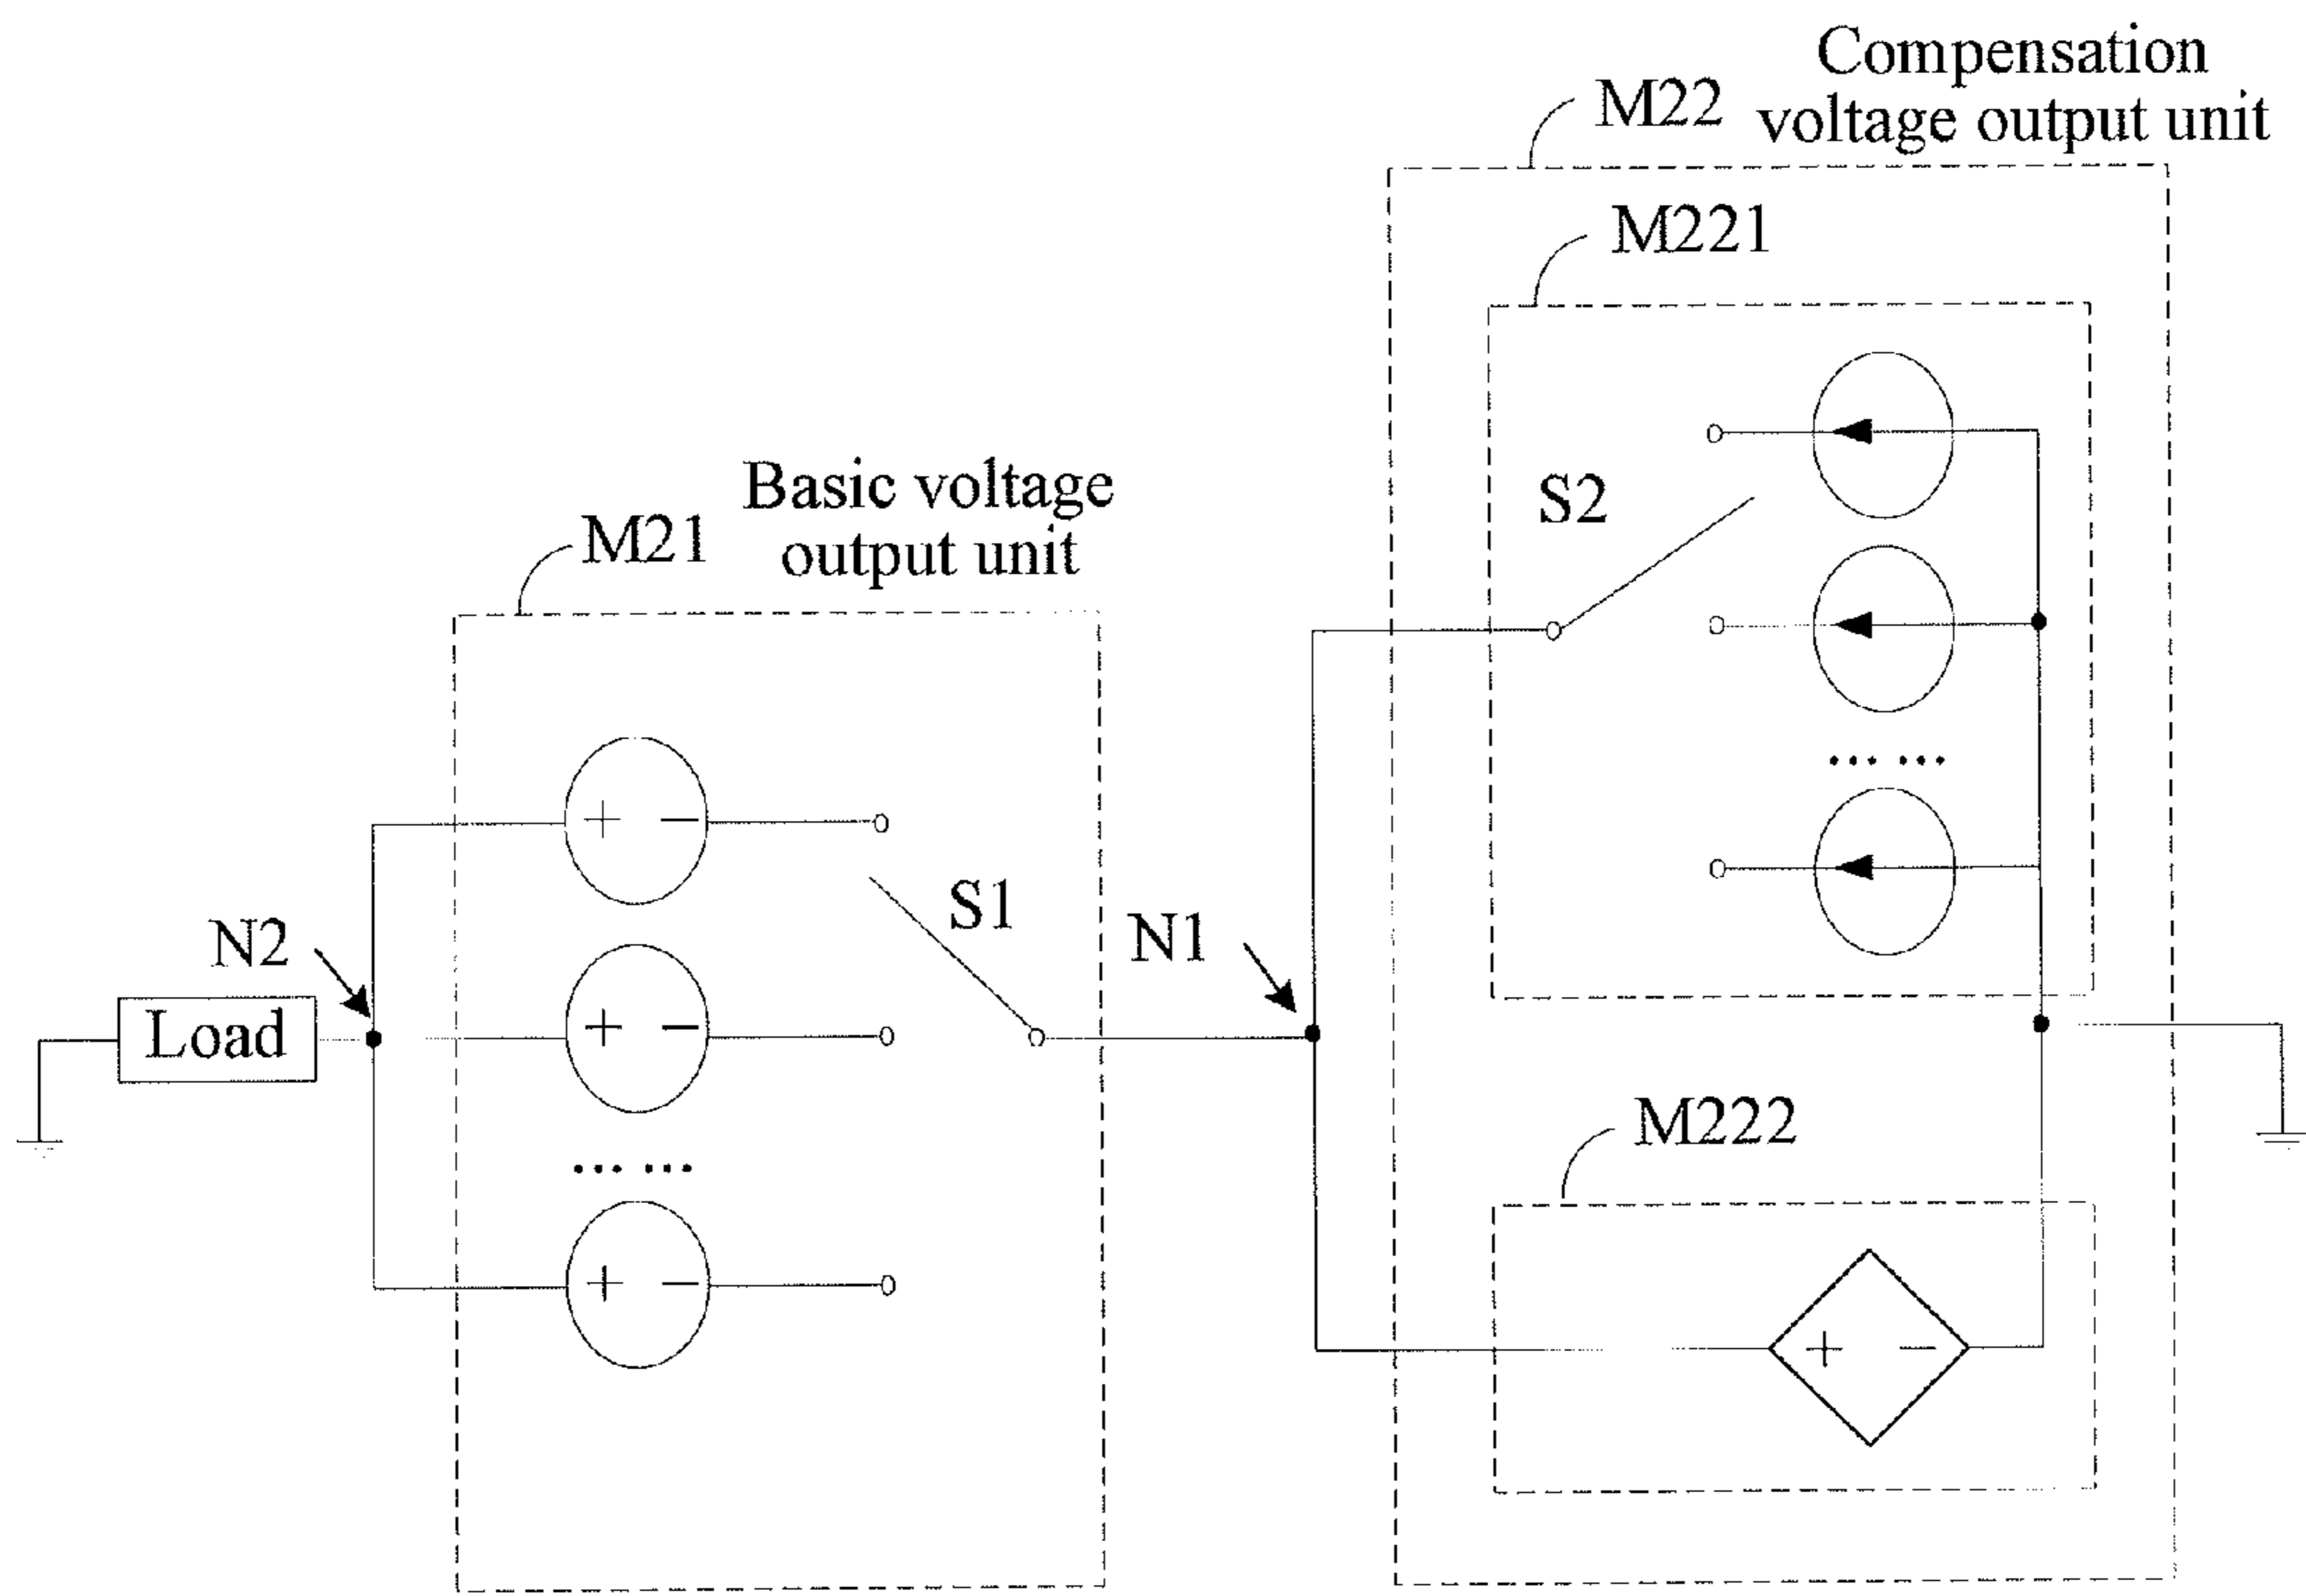 Compensation
voltage output unit
M22
M221
S2
Basic voltage
output unit
M21
S1
N2
N1
Load
M222